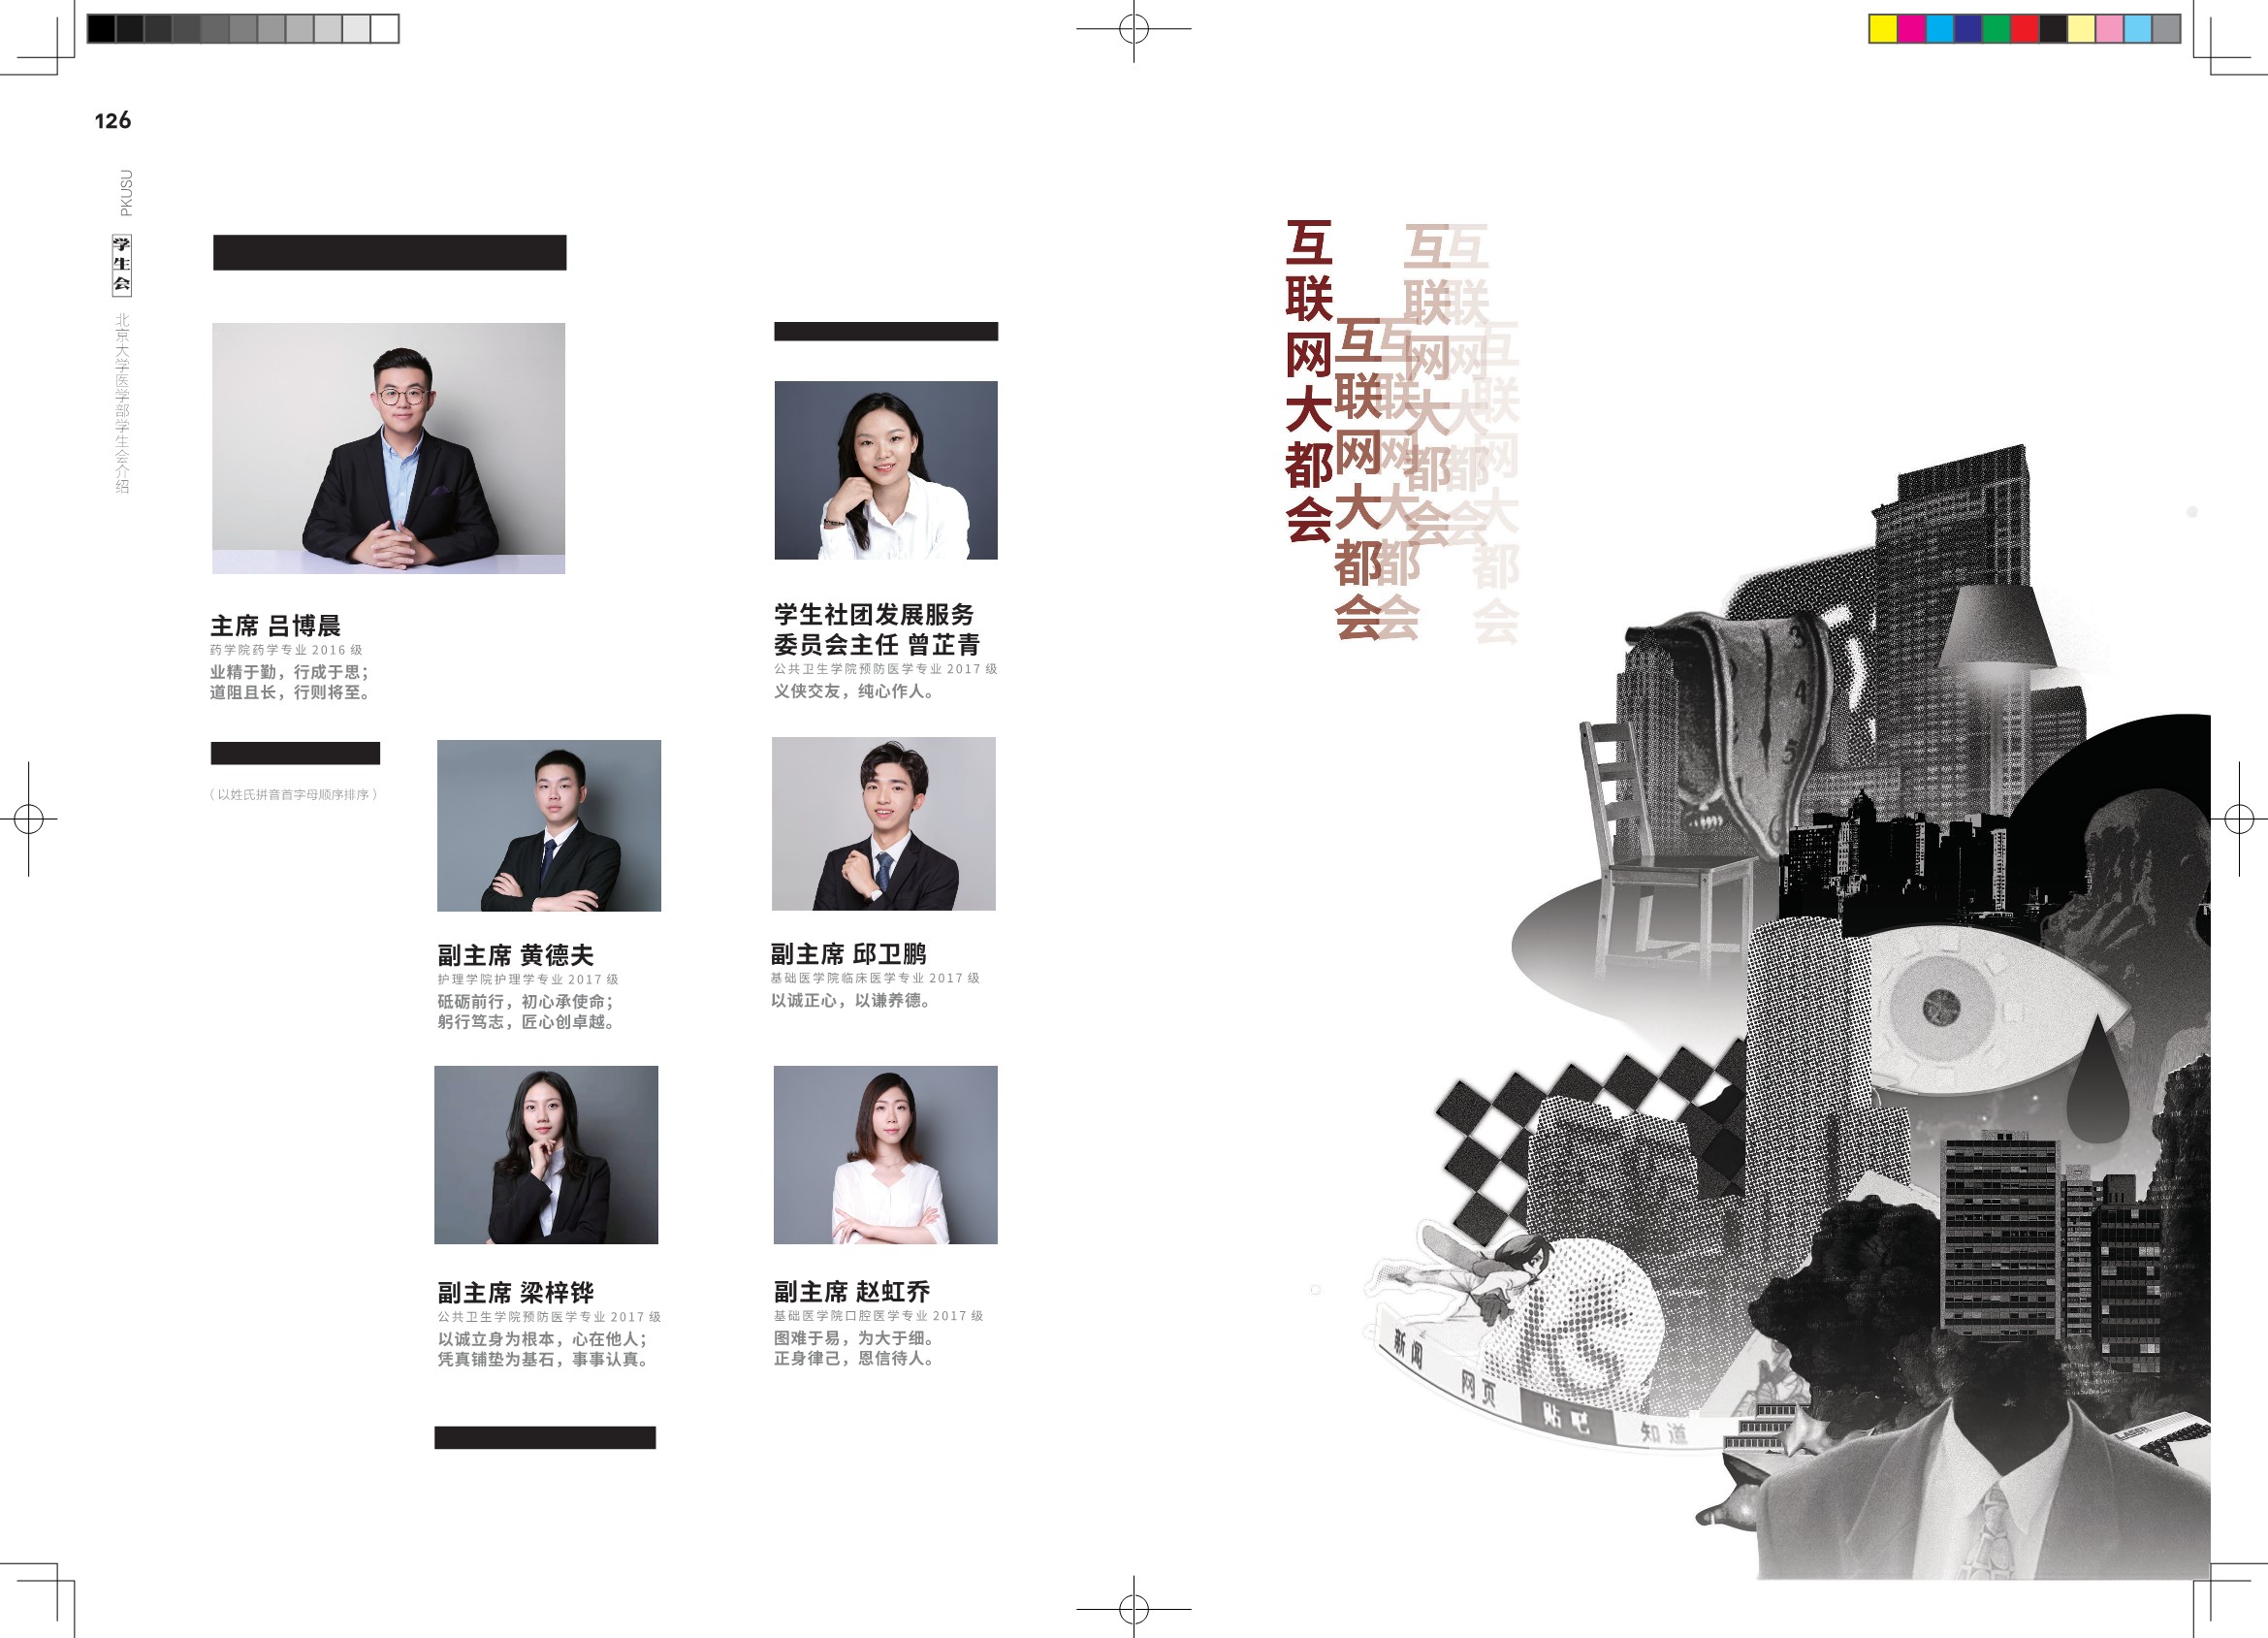 126
PKUSU
学生会
北京大学医学部学生会介绍
主席 吕博晨
药学院药学专业 2016 级
业精于勤，行成于思；
道阻且长，行则将至。
（以姓氏拼音首字母顺序排序）
学生社团发展服务
委员会主任 曾芷青
公共卫生学院预防医学专业 2017 级
义侠交友，纯心作人。
副主席 黄德夫
护理学院护理学专业 2017 级
砥砺前行，初心承使命；
躬行笃志，匠心创卓越。
副主席 邱卫鹏
基础医学院临床医学专业 2017 级
以诚正心，以谦养德。
副主席 梁梓铧
公共卫生学院预防医学专业 2017 级
以诚立身为根本，心在他人；
凭真铺垫为基石，事事认真。
副主席 赵虹乔
基础医学院口腔医学专业 2017 级
图难于易，为大于细。
正身律己，恩信待人。
互联网大都会
互联网大都会
互联网大都会
互联网大都会
互联网大都会
互联网大都会
3
4
5
6
新闻
网页
贴吧
知道